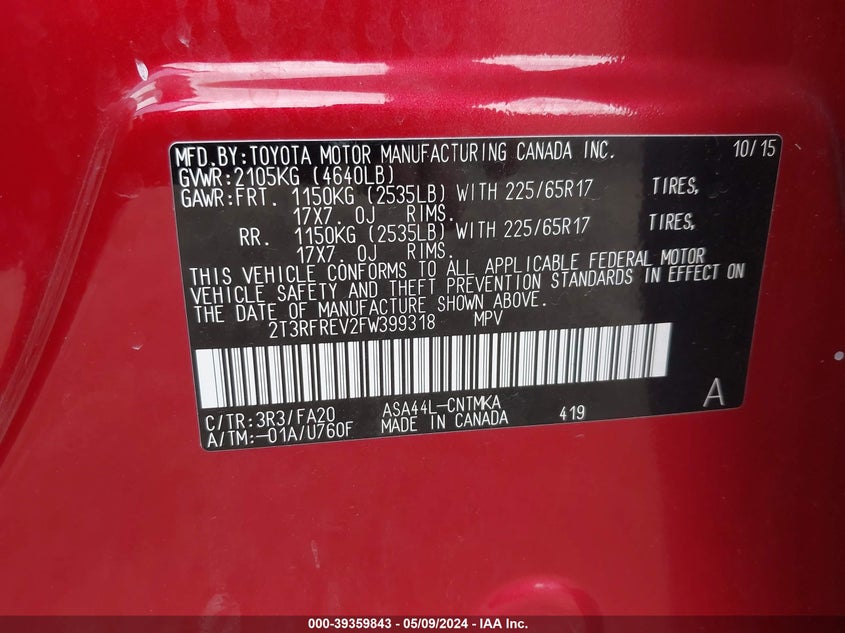 MFD.BY:TOYOTA MOTOR MANUFACTURING CANADA INC. 10/15
GVWR:2105KG (4640LB)
GAWR:FRT. 1150KG (2535LB) WITH 225/65R17 TIRES,
17X7. 0J RIMS.
RR. 1150KG (2535LB) WITH 225/65R17 TIRES,
17X7. 0J RIMS.
THIS VEHICLE CONFORMS TO ALL APPLICABLE FEDERAL MOTOR
VEHICLE SAFETY AND THEFT PREVENTION STANDARDS IN EFFECT ON
THE DATE OF MANUFACTURE SHOWN ABOVE.
2T3RFREV2FW399318 MPV
C/TR:3R3/FA20 ASA44L-CNTMKA A
A/TM:-01A/U760F MADE IN CANADA 419
000-39359843 - 05/09/2024 - IAA Inc.